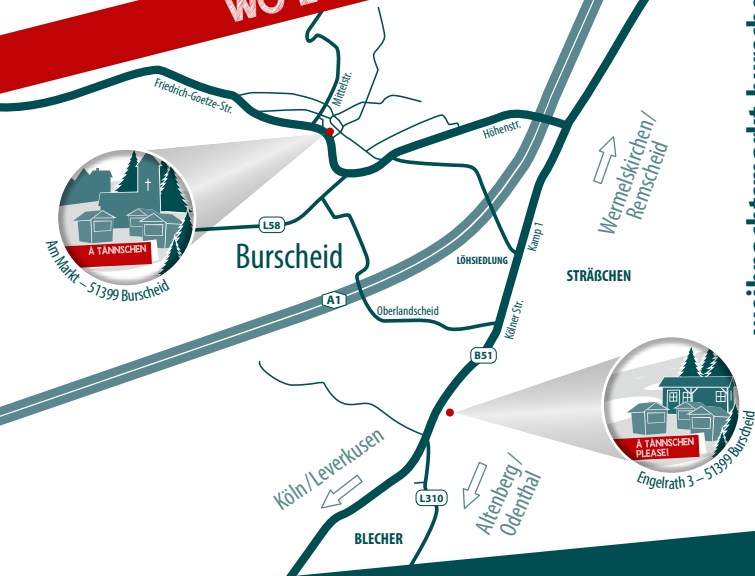 Friedrich-Goetze-Str.
Mittelstr.
Höhenstr.
Wermelskirchen/
Remscheid
À TÄNNSCHEN
Am Markt – 51399 Burscheid
L58
Burscheid
LÖHSIEDLUNG
Kamp 1
STRÄßCHEN
A1
Oberlandscheid
Kölner Str.
B51
À TÄNNSCHEN
PLEASE!
Engelrath 3 – 51399 Burscheid
Köln/Leverkusen
Altenberg/
Odenthal
L310
BLECHER